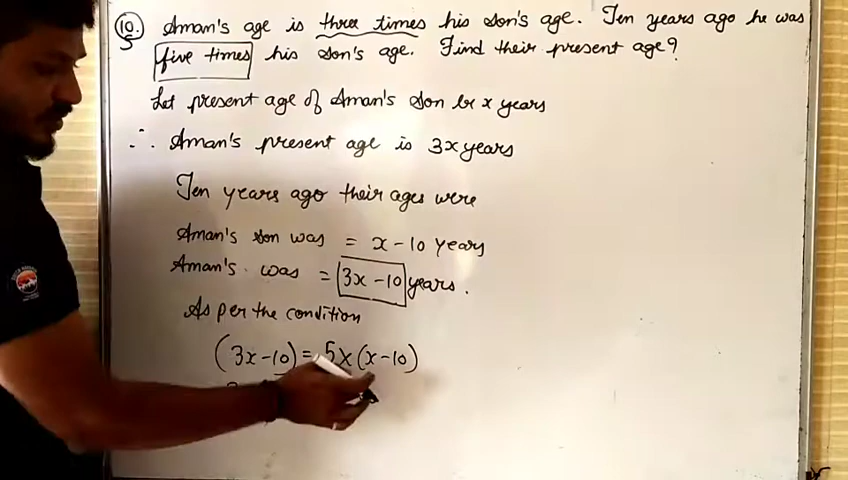 10. Aman's age is three times his son's age. Ten years ago he was
5 five times his son's age. Find their present age?
Let present age of Aman's son be x years
∴ Aman's present age is 3x years
Ten years ago their ages were
Aman's son was = x-10 years
Aman's was = 3x-10 years.
As per the condition
(3x-10) = 5×(x-10)